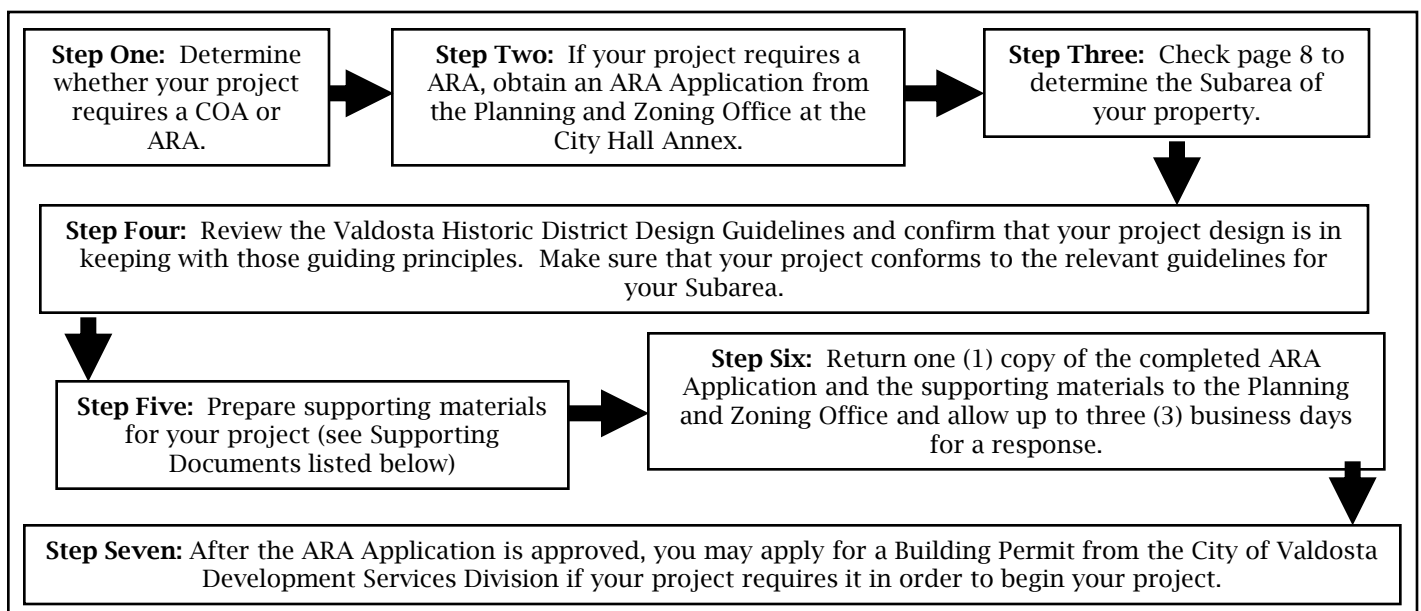 Step One: Determine
whether your project
requires a COA or
ARA.
Step Two: If your project requires a
ARA, obtain an ARA Application from
the Planning and Zoning Office at the
City Hall Annex.
Step Three: Check page 8 to
determine the Subarea of
your property.
Step Four: Review the Valdosta Historic District Design Guidelines and confirm that your project design is in
keeping with those guiding principles. Make sure that your project conforms to the relevant guidelines for
your Subarea.
Step Five: Prepare supporting materials
for your project (see Supporting
Documents listed below)
Step Six: Return one (1) copy of the completed ARA
Application and the supporting materials to the Planning
and Zoning Office and allow up to three (3) business days
for a response.
Step Seven: After the ARA Application is approved, you may apply for a Building Permit from the City of Valdosta
Development Services Division if your project requires it in order to begin your project.